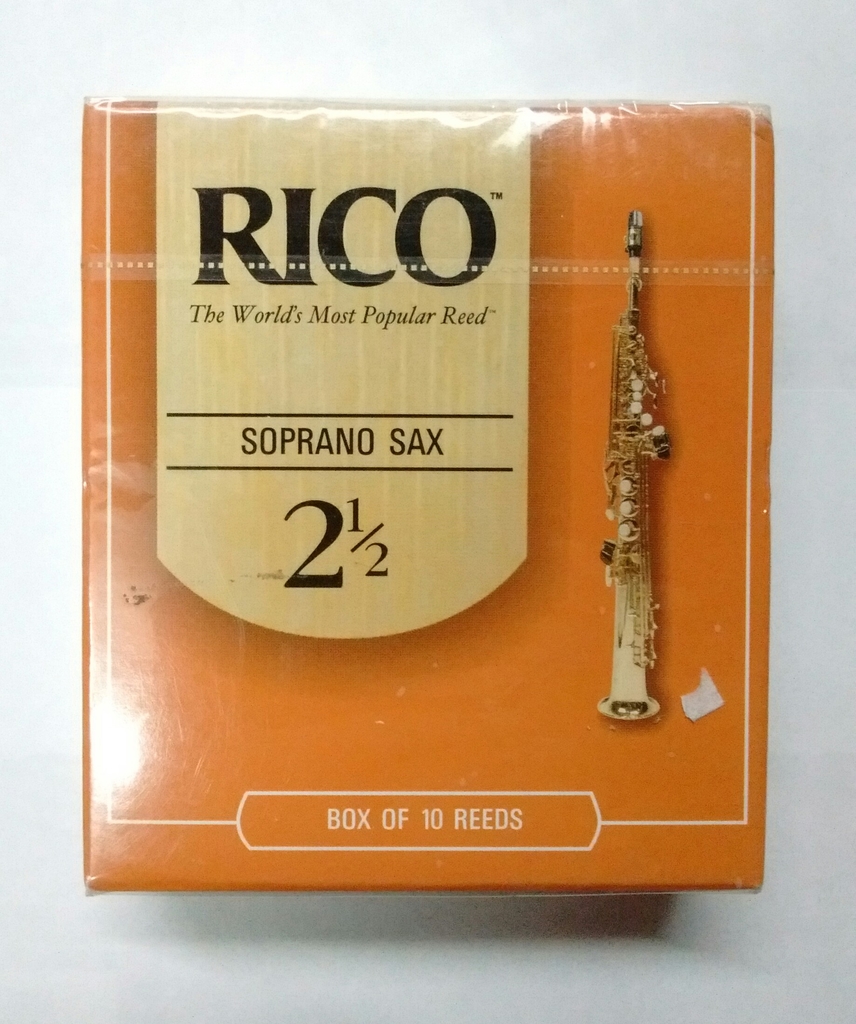 RICO™
The World's Most Popular Reed™
SOPRANO SAX
2½
BOX OF 10 REEDS